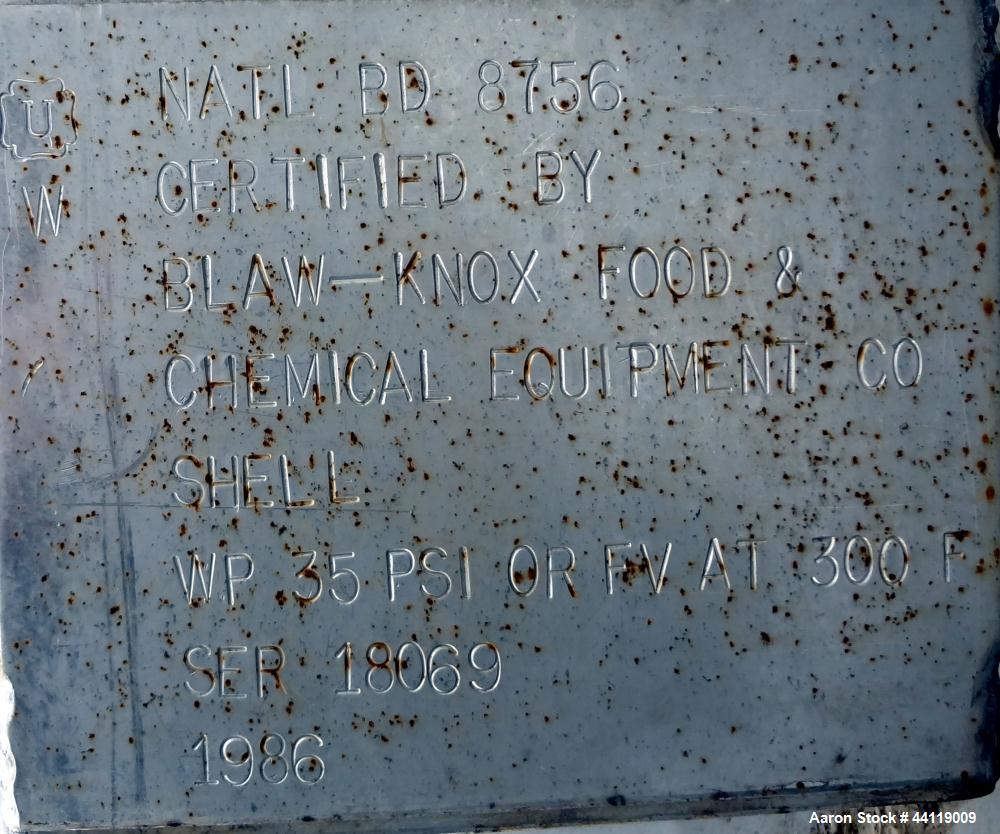 U
W
NATL BD 8756
CERTIFIED BY
BLAW-KNOX FOOD &
CHEMICAL EQUIPMENT CO
SHELL
WP 35 PSI OR FV AT 300 F
SER 18069
1986
Aaron Stock # 44119009